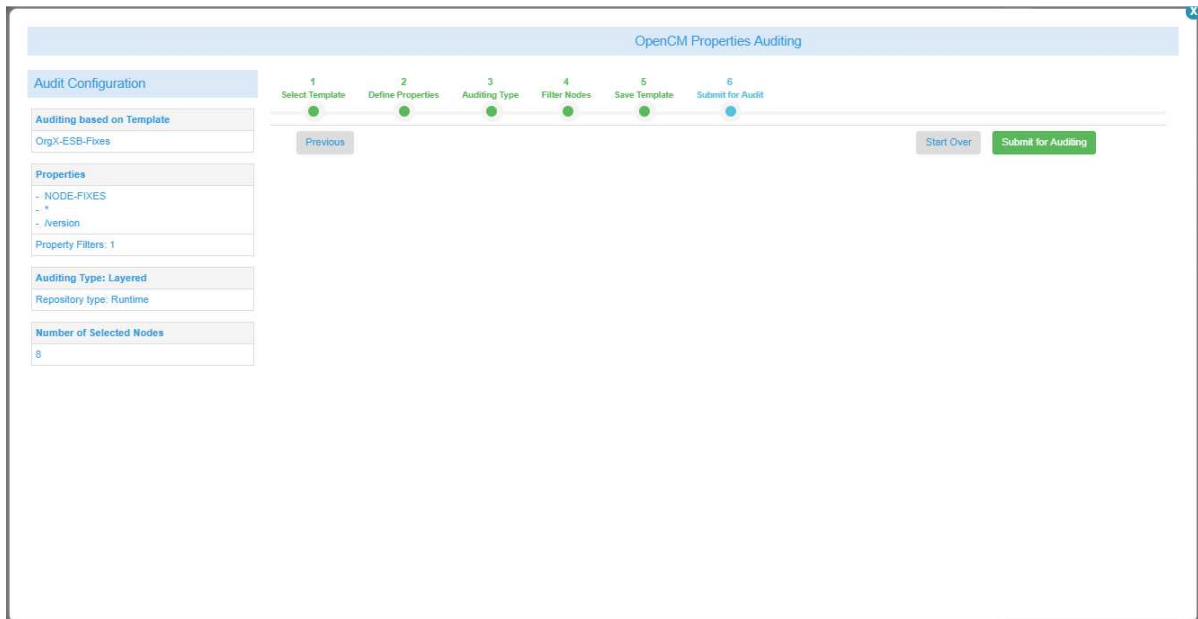 X
OpenCM Properties Auditing
Audit Configuration
Auditing based on Template
OrgX-ESB-Fixes
Properties
- NODE-FIXES
- *
- /version
Property Filters: 1
Auditing Type: Layered
Repository type: Runtime
Number of Selected Nodes
8
1 2 3 4 5 6
Select Template Define Properties Auditing Type Filter Nodes Save Template Submit for Audit
Previous Start Over Submit for Auditing